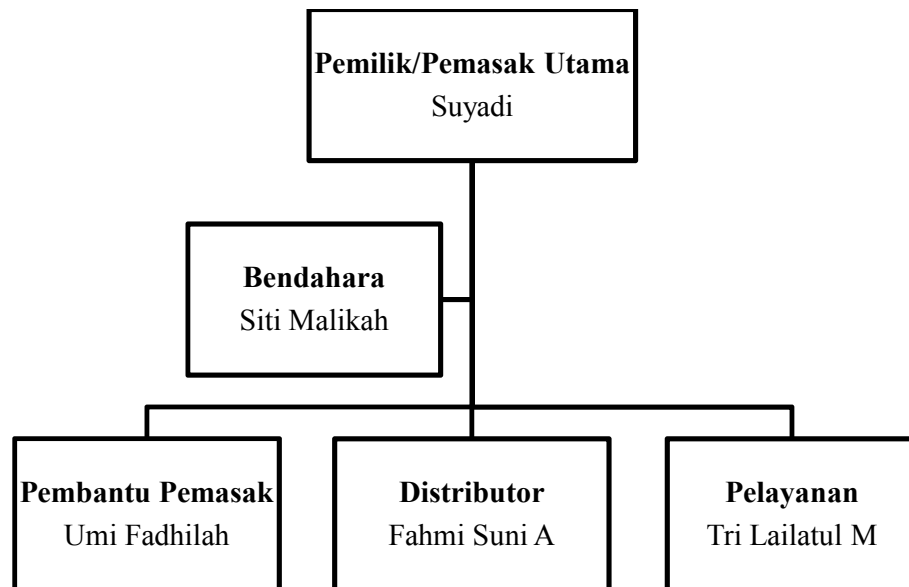 Pemilik/Pemasak Utama
Suyadi
Bendahara
Siti Malikah
Pembantu Pemasak
Umi Fadhilah
Distributor
Fahmi Suni A
Pelayanan
Tri Lailatul M